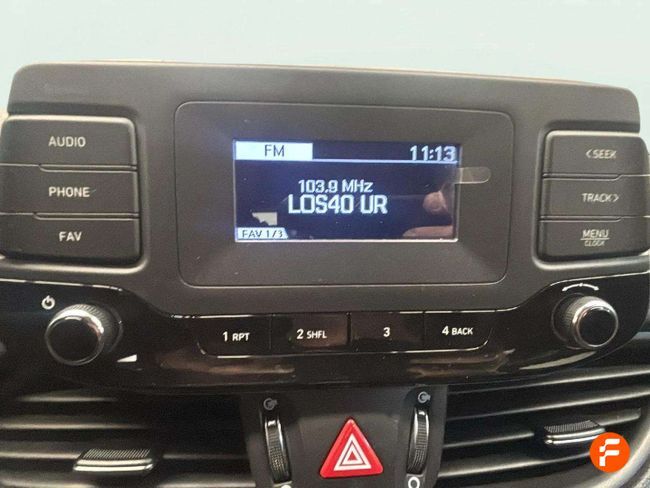 FM 11:13
103.9 MHz
LOS40 UR
FAV 1/3
AUDIO
PHONE
FAV
< SEEK
TRACK >
MENU
CLOCK
1 RPT
2 SHFL
3
4 BACK